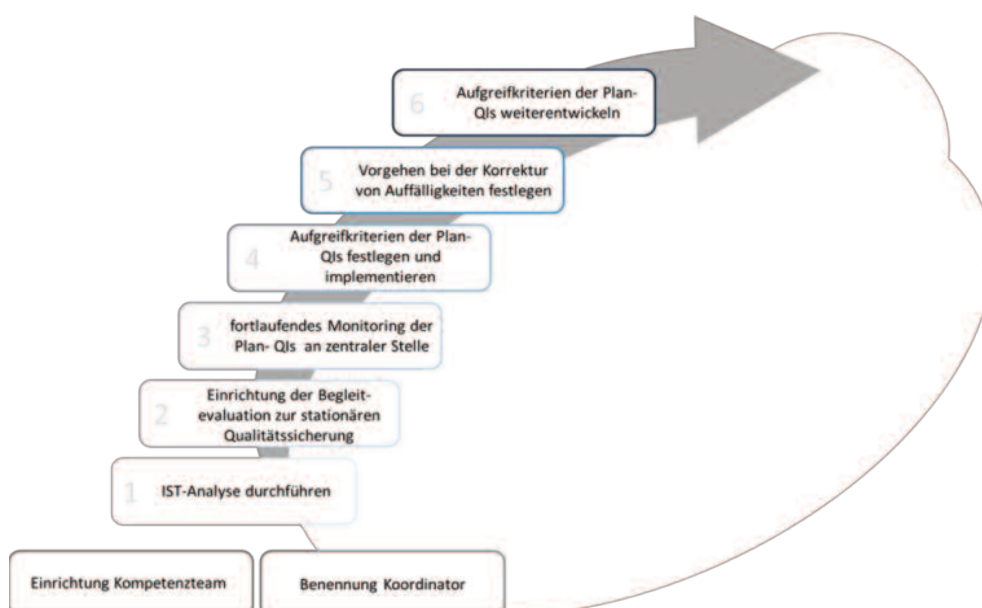 6
Aufgreifkriterien der Plan-
QIs weiterentwickeln
5
Vorgehen bei der Korrektur
von Auffälligkeiten festlegen
4
Aufgreifkriterien der Plan-
QIs festlegen und
implementieren
3
fortlaufendes Monitoring der
Plan- QIs an zentraler Stelle
2
Einrichtung der Begleit-
evaluation zur stationären
Qualitätssicherung
1
IST-Analyse durchführen
Einrichtung Kompetenzteam
Benennung Koordinator